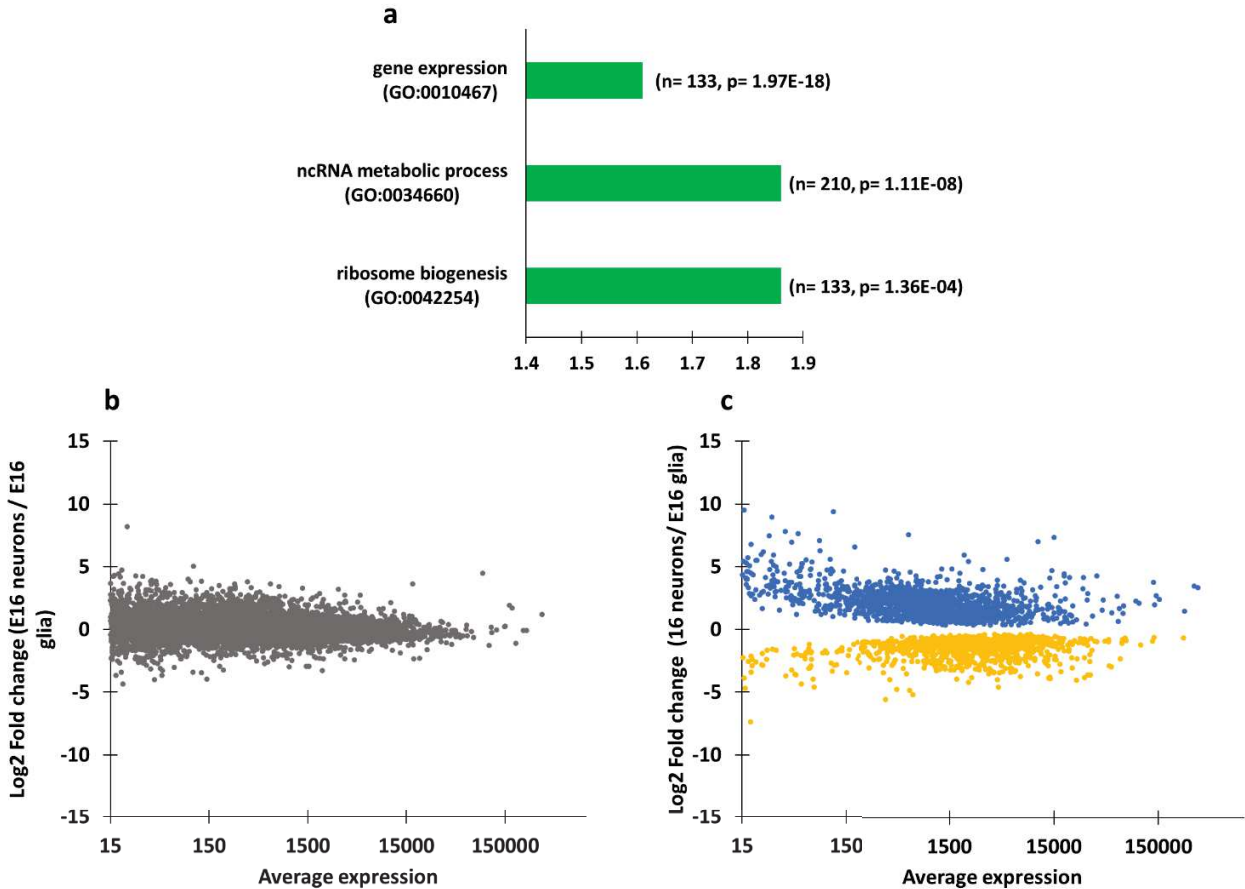 a
gene expression
(GO:0010467)
(n= 133, p= 1.97E-18)
ncRNA metabolic process
(GO:0034660)
(n= 210, p= 1.11E-08)
ribosome biogenesis
(GO:0042254)
(n= 133, p= 1.36E-04)
1.4 1.5 1.6 1.7 1.8 1.9
b
Log2 Fold change (E16 neurons / E16
glia)
15
10
5
0
-5
-10
-15
15 150 1500 15000 150000
Average expression
c
Log2 Fold change (16 neurons/ E16 glia)
15
10
5
0
-5
-10
-15
15 150 1500 15000 150000
Average expression